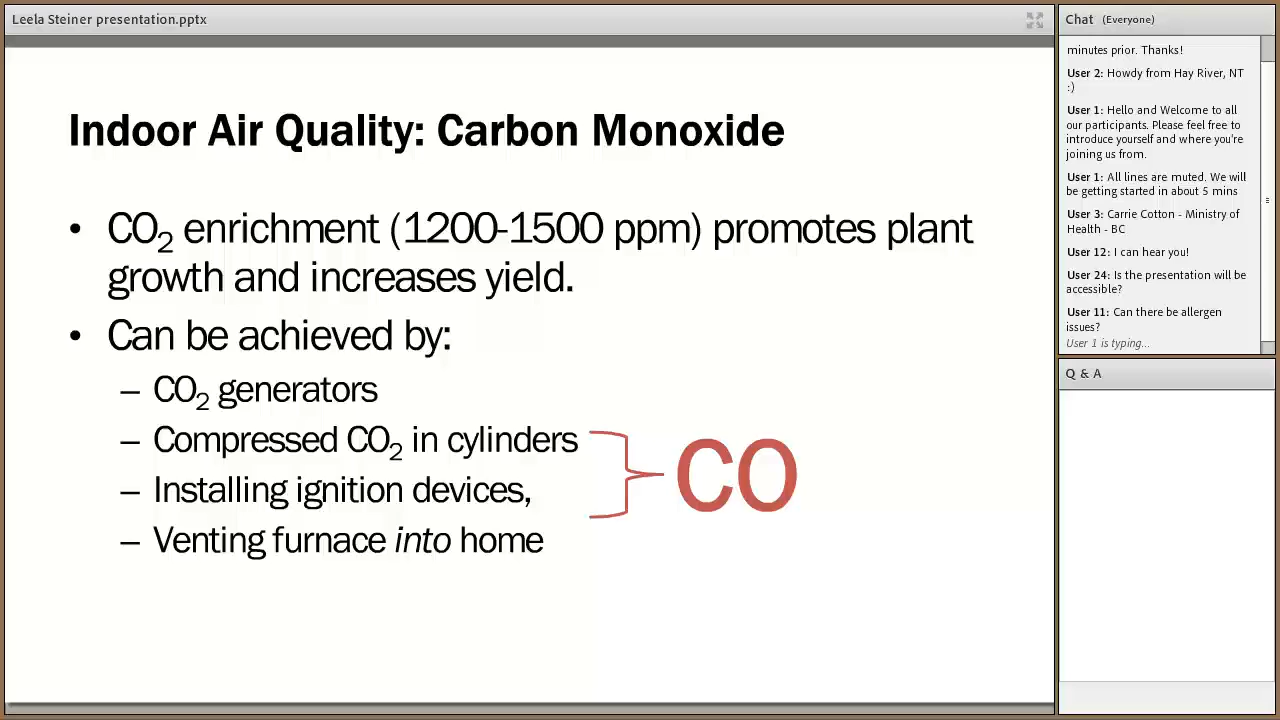 Leela Steiner presentation.pptx
Indoor Air Quality: Carbon Monoxide
• CO₂ enrichment (1200-1500 ppm) promotes plant
growth and increases yield.
• Can be achieved by:
– CO₂ generators
– Compressed CO₂ in cylinders
– Installing ignition devices,
– Venting furnace into home
CO
Chat (Everyone)
minutes prior. Thanks!
User 2: Howdy from Hay River, NT
:)
User 1: Hello and Welcome to all
our participants. Please feel free to
introduce yourself and where you're
joining us from.
User 1: All lines are muted. We will
be getting started in about 5 mins
User 3: Carrie Cotton - Ministry of
Health - BC
User 12: I can hear you!
User 24: Is the presentation will be
accessible?
User 11: Can there be allergen
issues?
User 1 is typing...
Q & A